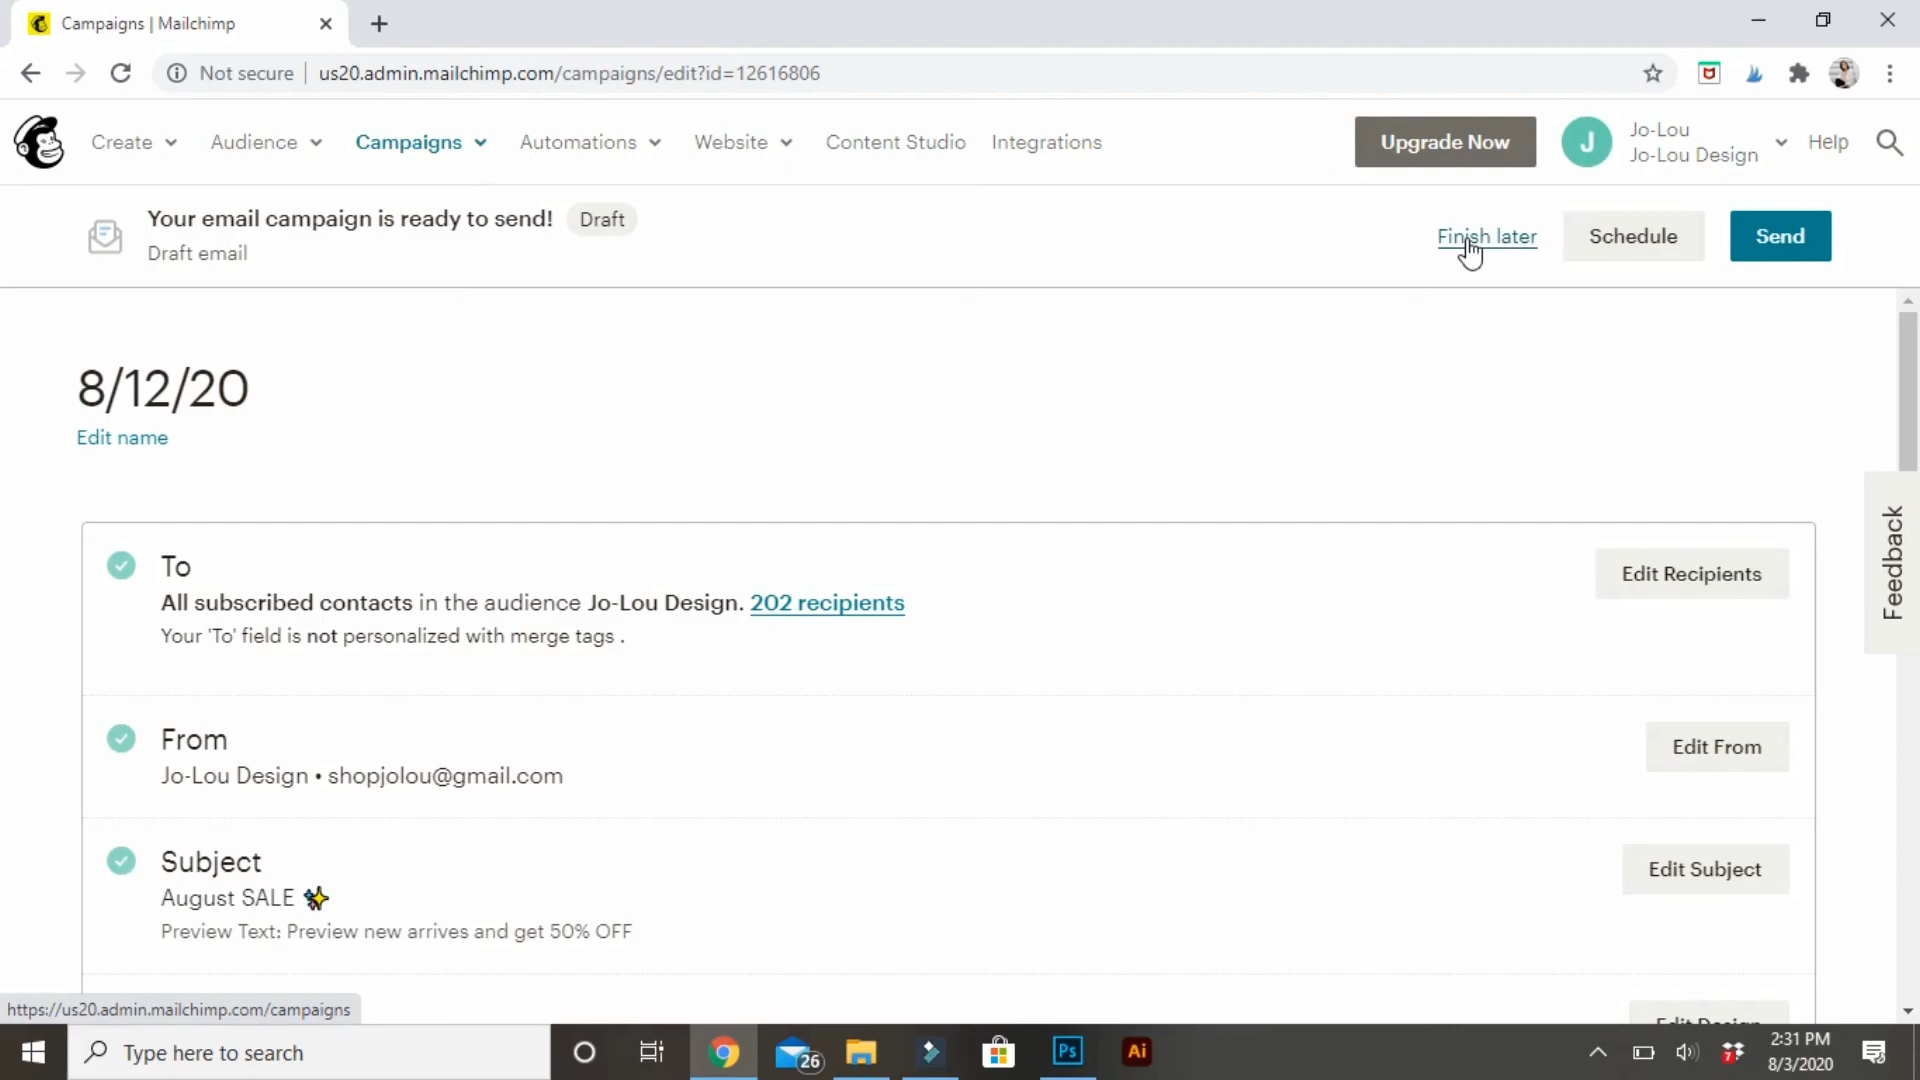 Campaigns | Mailchimp
Not secure
us20.admin.mailchimp.com/campaigns/edit?id=12616806
Create
Audience
Campaigns
Automations
Website
Content Studio
Integrations
Upgrade Now
J
Jo-Lou
Jo-Lou Design
Help
Your email campaign is ready to send!
Draft
Draft email
Finish later
Schedule
Send
8/12/20
Edit name
To
All subscribed contacts in the audience Jo-Lou Design. 202 recipients
Your 'To' field is not personalized with merge tags .
Edit Recipients
Feedback
From
Jo-Lou Design • shopjolou@gmail.com
Edit From
Subject
August SALE ✨
Preview Text: Preview new arrives and get 50% OFF
Edit Subject
Edit Design
https://us20.admin.mailchimp.com/campaigns
Type here to search
26
Ps
Ai
7
2:31 PM
8/3/2020